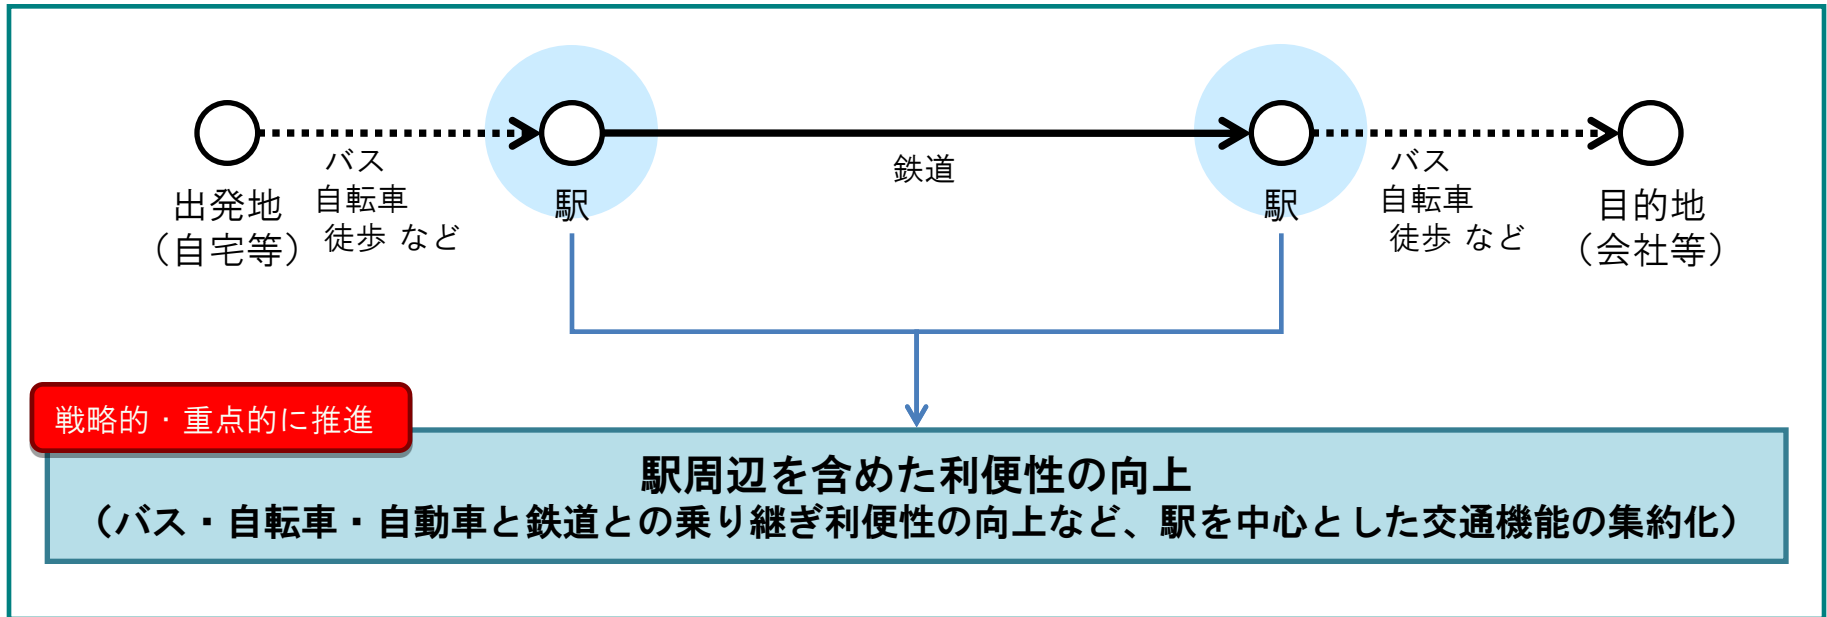 出発地
（自宅等）
バス
自転車
徒歩 など
駅
鉄道
駅
バス
自転車
徒歩 など
目的地
（会社等）
戦略的・重点的に推進
駅周辺を含めた利便性の向上
（バス・自転車・自動車と鉄道との乗り継ぎ利便性の向上など、駅を中心とした交通機能の集約化）